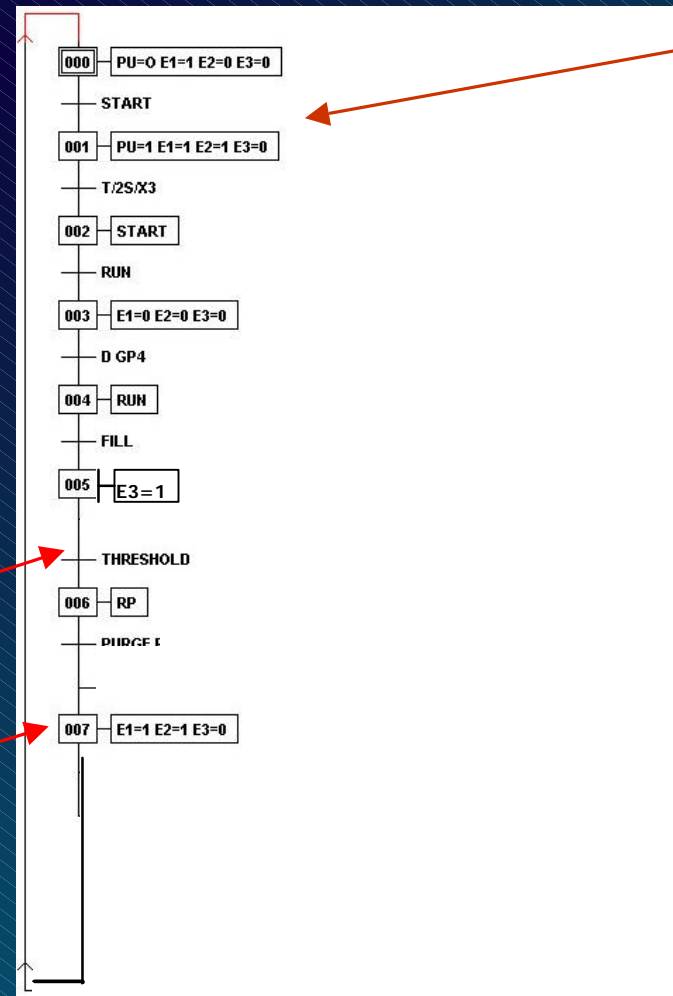 000 PU=O E1=1 E2=0 E3=0
START
001 PU=1 E1=1 E2=1 E3=0
T/2S/X3
002 START
RUN
003 E1=0 E2=0 E3=0
D GP4
004 RUN
FILL
005 E3=1
THRESHOLD
006 RP
PURGE
007 E1=1 E2=1 E3=0